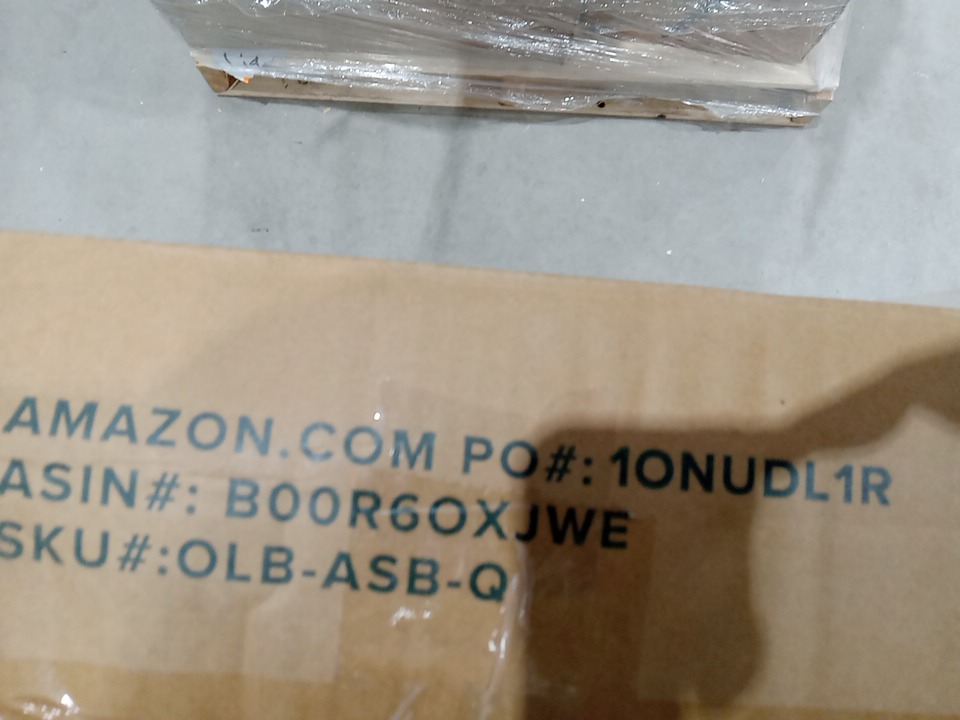 AMAZON.COM PO#: 1ONUDL1R
ASIN#: B00R6OXJWE
SKU#:OLB-ASB-Q